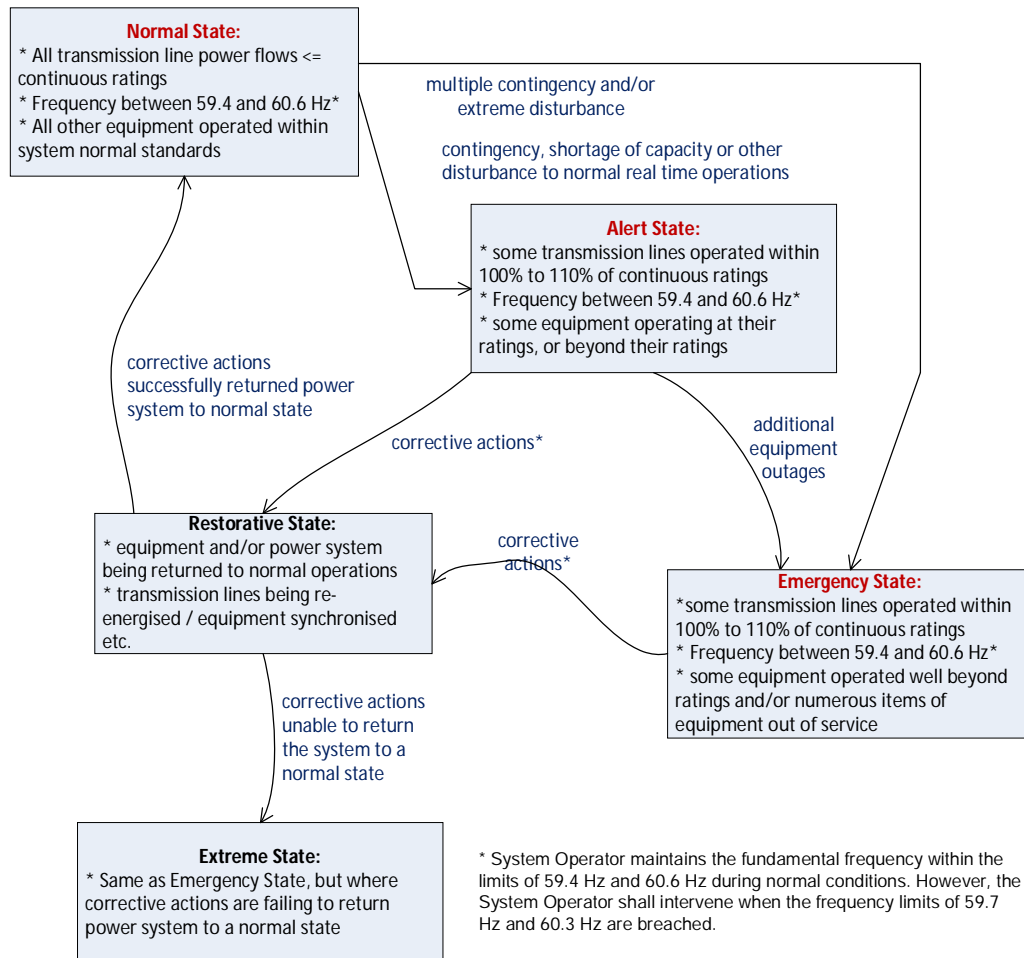 Normal State:
* All transmission line power flows <=
continuous ratings
* Frequency between 59.4 and 60.6 Hz*
* All other equipment operated within
system normal standards
multiple contingency and/or
extreme disturbance
contingency, shortage of capacity or other
disturbance to normal real time operations
Alert State:
* some transmission lines operated within
100% to 110% of continuous ratings
* Frequency between 59.4 and 60.6 Hz*
* some equipment operating at their
ratings, or beyond their ratings
corrective actions
successfully returned power
system to normal state
corrective actions*
additional
equipment
outages
Restorative State:
* equipment and/or power system
being returned to normal operations
* transmission lines being re-
energised / equipment synchronised
etc.
corrective
actions*
Emergency State:
*some transmission lines operated within
100% to 110% of continuous ratings
* Frequency between 59.4 and 60.6 Hz*
* some equipment operated well beyond
ratings and/or numerous items of
equipment out of service
corrective actions
unable to return
the system to a
normal state
Extreme State:
* Same as Emergency State, but where
corrective actions are failing to return
power system to a normal state
* System Operator maintains the fundamental frequency within the
limits of 59.4 Hz and 60.6 Hz during normal conditions. However, the
System Operator shall intervene when the frequency limits of 59.7
Hz and 60.3 Hz are breached.